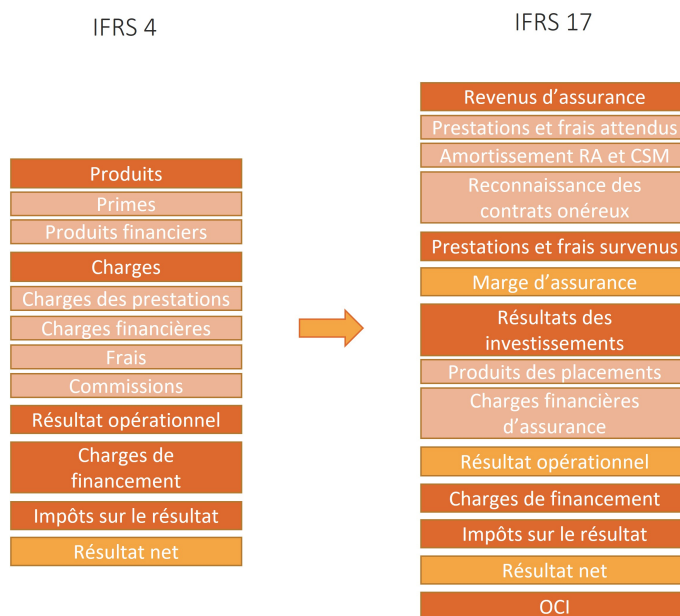 IFRS 4
Produits
Primes
Produits financiers
Charges
Charges des prestations
Charges financières
Frais
Commissions
Résultat opérationnel
Charges de
financement
Impôts sur le résultat
Résultat net
IFRS 17
Revenus d’assurance
Prestations et frais attendus
Amortissement RA et CSM
Reconnaissance des
contrats onéreux
Prestations et frais survenus
Marge d’assurance
Résultats des
investissements
Produits des placements
Charges financières
d’assurance
Résultat opérationnel
Charges de financement
Impôts sur le résultat
Résultat net
OCI